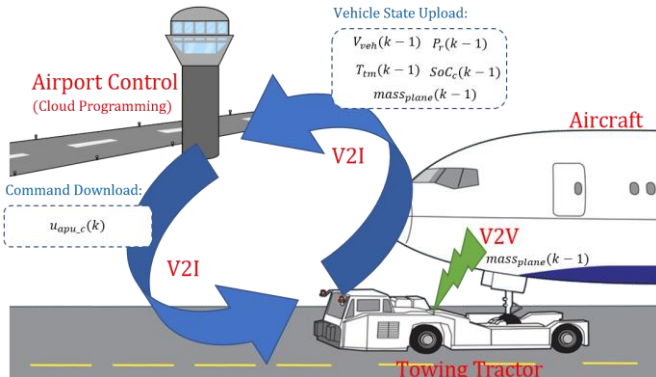 Vehicle State Upload:
V_veh(k − 1) P_r(k − 1)
T_tm(k − 1) SoC_c(k − 1)
mass_plane(k − 1)
Airport Control
(Cloud Programming)
Aircraft
V2I
Command Download:
u_apu_c(k)
V2I
V2V
mass_plane(k − 1)
Towing Tractor